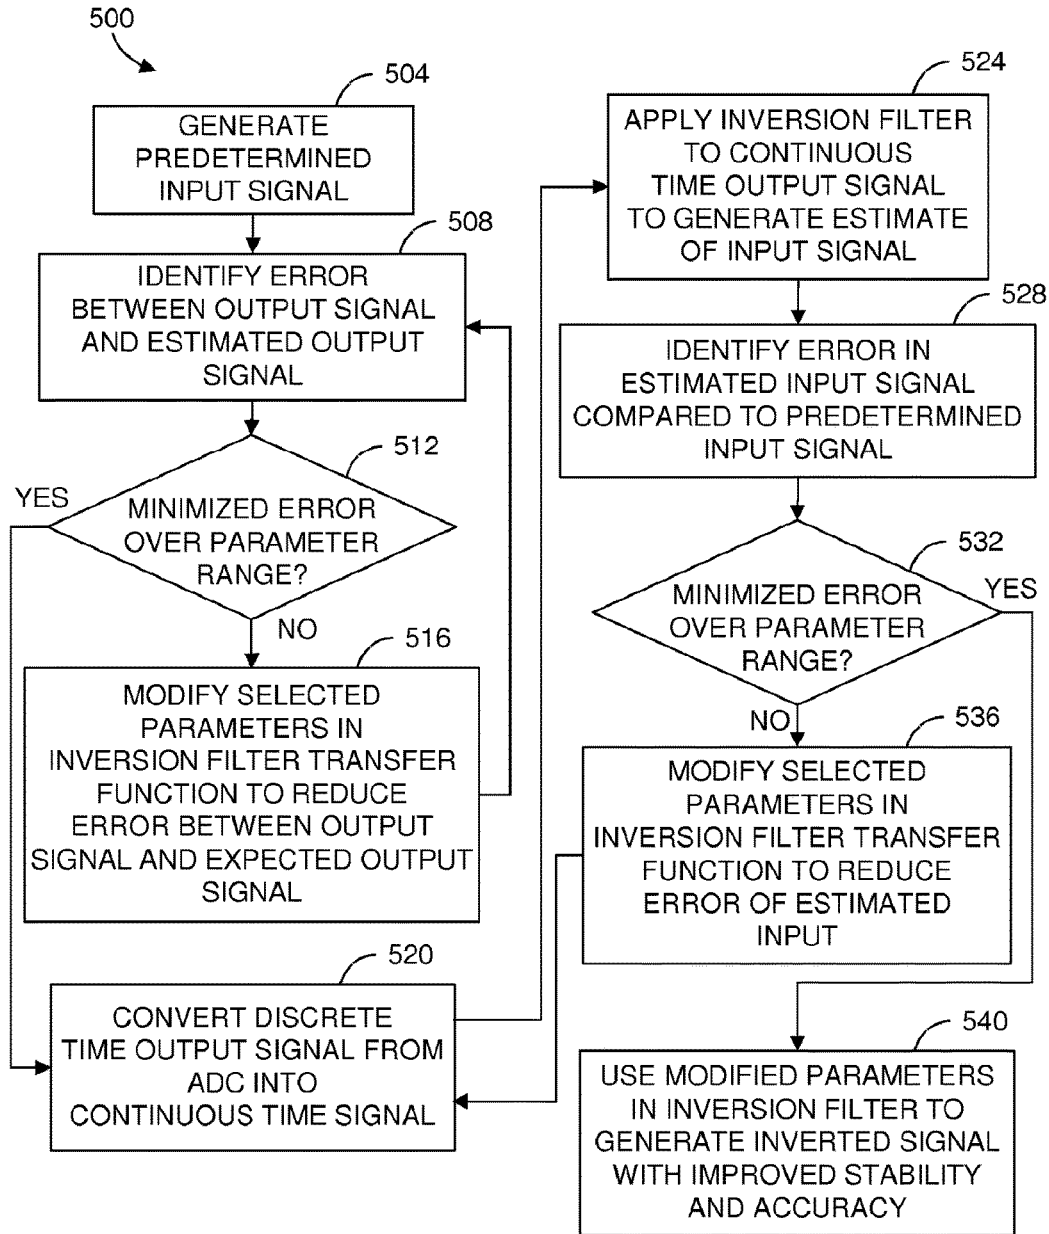 500
504
GENERATE
PREDETERMINED
INPUT SIGNAL
508
IDENTIFY ERROR
BETWEEN OUTPUT SIGNAL
AND ESTIMATED OUTPUT
SIGNAL
512
YES
MINIMIZED ERROR
OVER PARAMETER
RANGE?
NO
516
MODIFY SELECTED
PARAMETERS IN
INVERSION FILTER TRANSFER
FUNCTION TO REDUCE
ERROR BETWEEN OUTPUT
SIGNAL AND EXPECTED OUTPUT
SIGNAL
520
CONVERT DISCRETE
TIME OUTPUT SIGNAL FROM
ADC INTO
CONTINUOUS TIME SIGNAL
524
APPLY INVERSION FILTER
TO CONTINUOUS
TIME OUTPUT SIGNAL
TO GENERATE ESTIMATE
OF INPUT SIGNAL
528
IDENTIFY ERROR IN
ESTIMATED INPUT SIGNAL
COMPARED TO PREDETERMINED
INPUT SIGNAL
532
YES
MINIMIZED ERROR
OVER PARAMETER
RANGE?
NO
536
MODIFY SELECTED
PARAMETERS IN
INVERSION FILTER TRANSFER
FUNCTION TO REDUCE
ERROR OF ESTIMATED
INPUT
540
USE MODIFIED PARAMETERS
IN INVERSION FILTER TO
GENERATE INVERTED SIGNAL
WITH IMPROVED STABILITY
AND ACCURACY